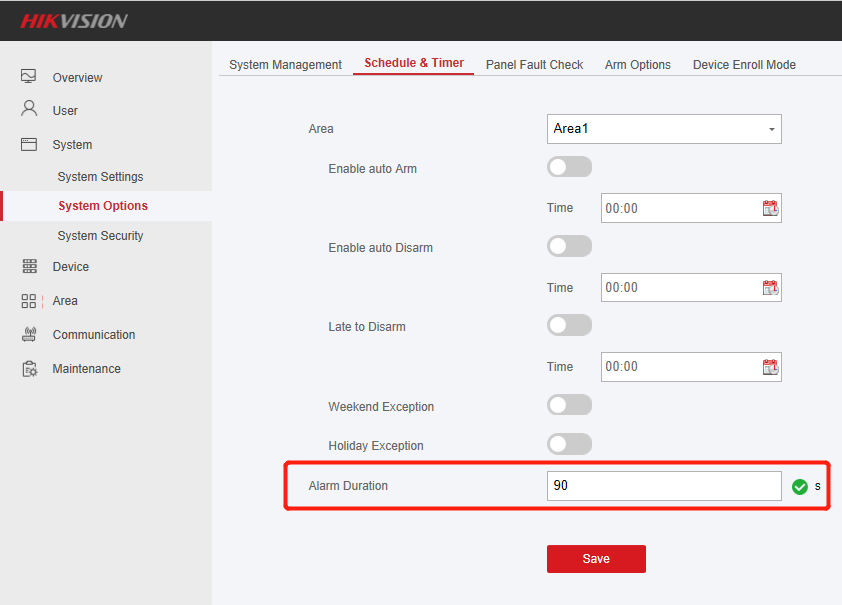 HIKVISION
Overview
User
System
System Settings
System Options
System Security
Device
Area
Communication
Maintenance
System Management Schedule & Timer Panel Fault Check Arm Options Device Enroll Mode
Area Area1
Enable auto Arm
Time 00:00
Enable auto Disarm
Time 00:00
Late to Disarm
Time 00:00
Weekend Exception
Holiday Exception
Alarm Duration 90 s
Save